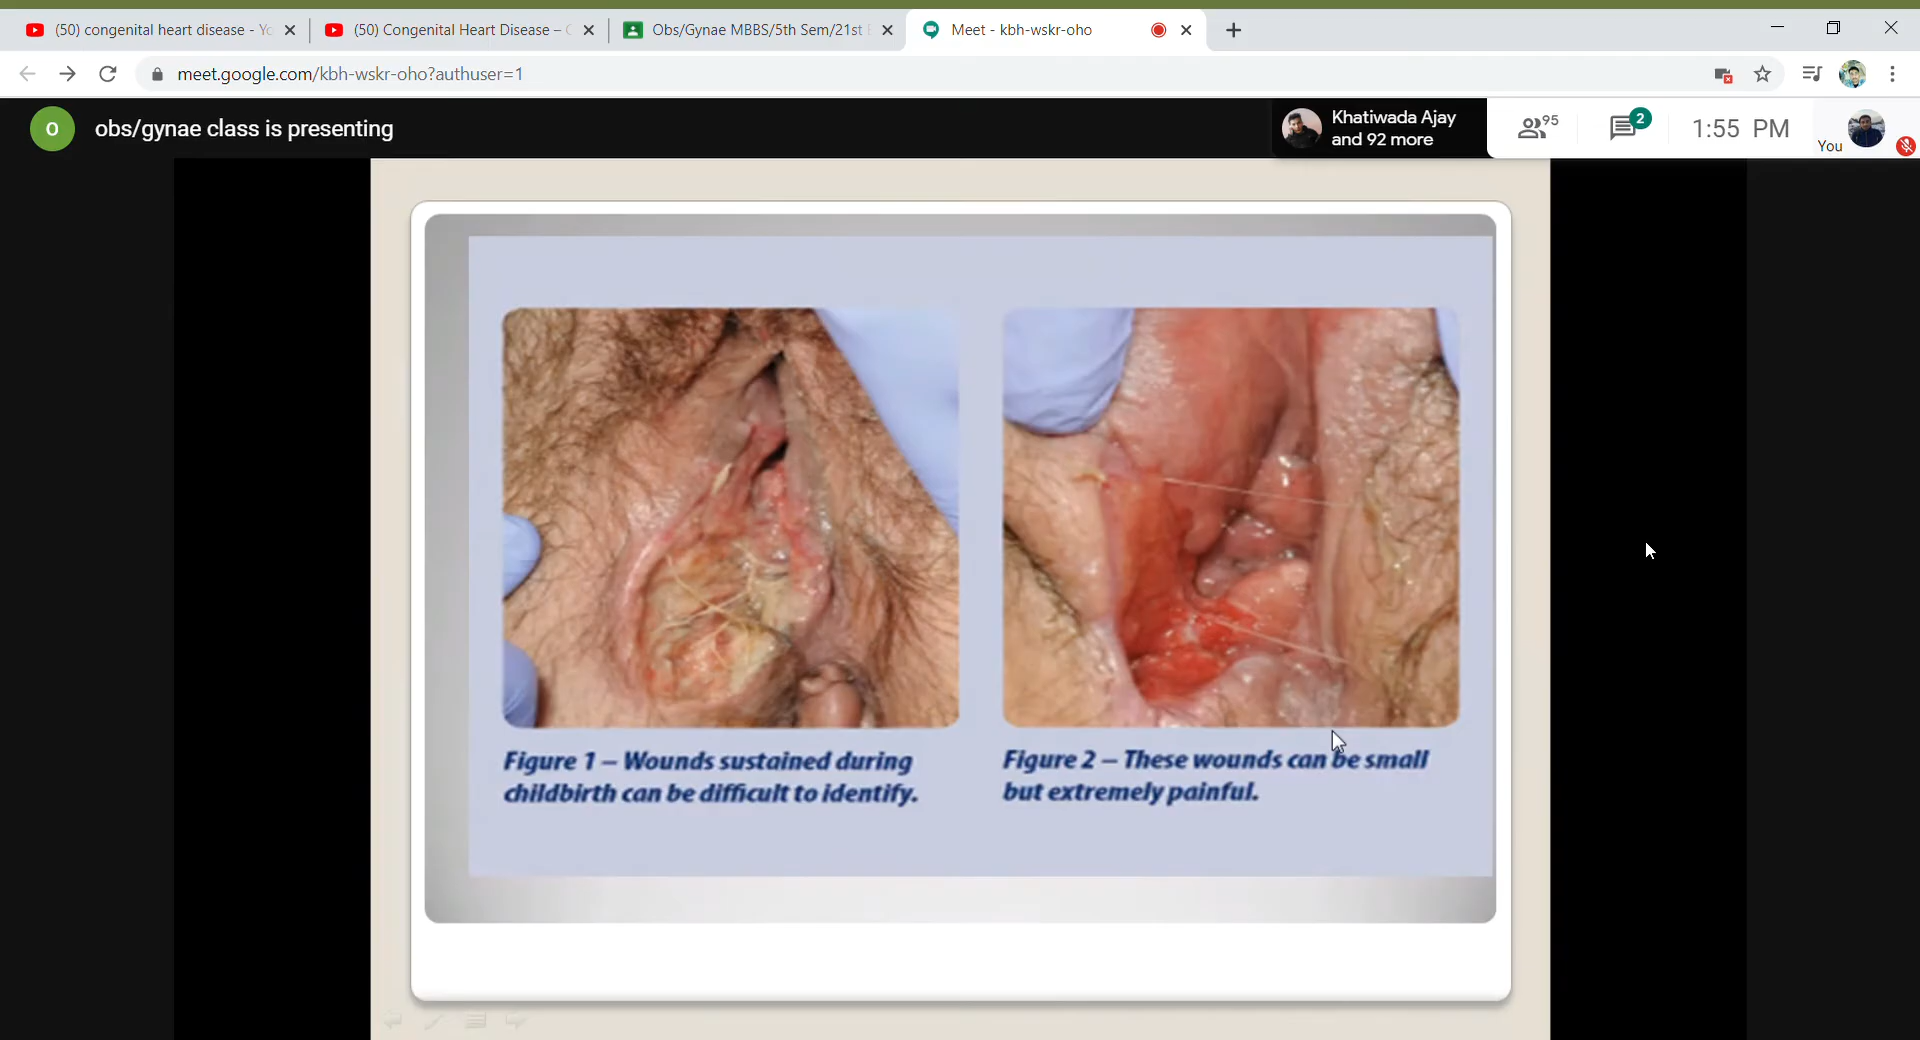 (50) congenital heart disease - Yo
(50) Congenital Heart Disease – C
Obs/Gynae MBBS/5th Sem/21st
Meet - kbh-wskr-oho
meet.google.com/kbh-wskr-oho?authuser=1
O
obs/gynae class is presenting
Khatiwada Ajay
and 92 more
95
2
1:55 PM
You
Figure 1 – Wounds sustained during
childbirth can be difficult to identify.
Figure 2 – These wounds can be small
but extremely painful.